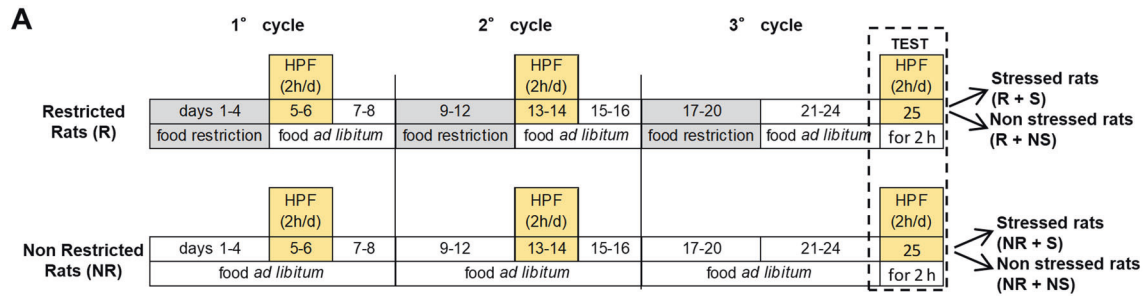 A
1° cycle 2° cycle 3° cycle
TEST
HPF (2h/d) HPF (2h/d) HPF (2h/d)
Restricted Rats (R)
days 1-4 5-6 7-8 9-12 13-14 15-16 17-20 21-24 25
food restriction food ad libitum food restriction food ad libitum food restriction food ad libitum for 2 h
Stressed rats
(R + S)
Non stressed rats
(R + NS)
HPF (2h/d) HPF (2h/d) HPF (2h/d)
Non Restricted Rats (NR)
days 1-4 5-6 7-8 9-12 13-14 15-16 17-20 21-24 25
food ad libitum food ad libitum food ad libitum for 2 h
Stressed rats
(NR + S)
Non stressed rats
(NR + NS)